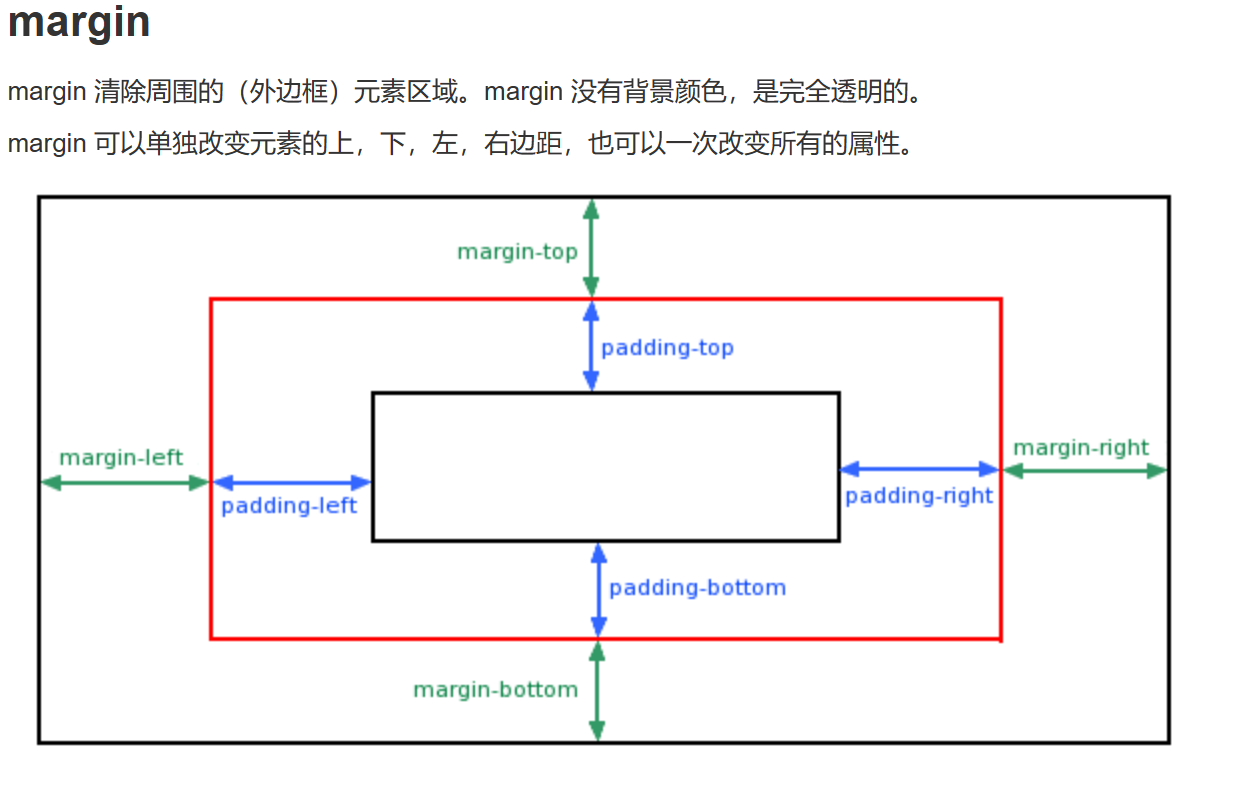 margin
margin 清除周围的（外边框）元素区域。margin 没有背景颜色，是完全透明的。
margin 可以单独改变元素的上，下，左，右边距，也可以一次改变所有的属性。
margin-top
padding-top
margin-left
margin-right
padding-left
padding-right
padding-bottom
margin-bottom